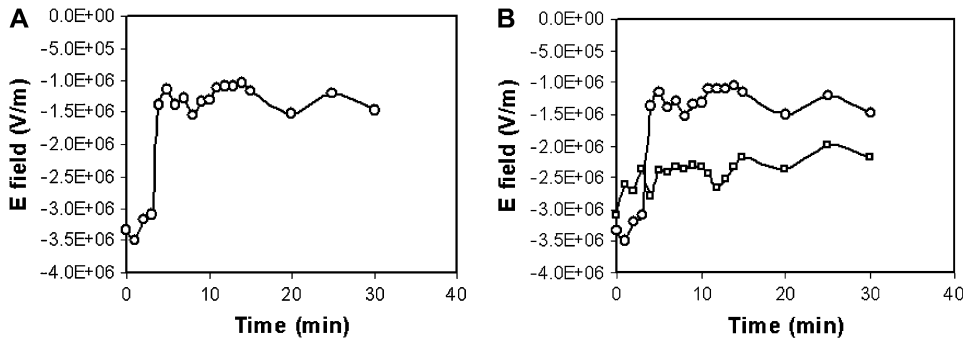 A
E field (V/m)
0.0E+00
−5.0E+05
−1.0E+06
−1.5E+06
−2.0E+06
−2.5E+06
−3.0E+06
−3.5E+06
−4.0E+06
0 10 20 30 40
Time (min)
B
E field (V/m)
0.0E+00
−5.0E+05
−1.0E+06
−1.5E+06
−2.0E+06
−2.5E+06
−3.0E+06
−3.5E+06
−4.0E+06
0 10 20 30 40
Time (min)